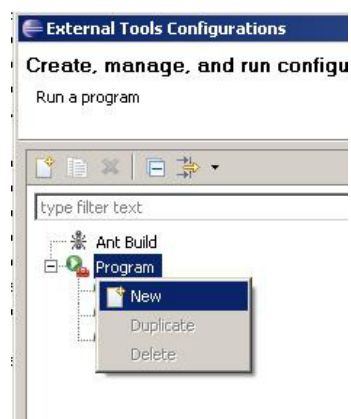 External Tools Configurations
Create, manage, and run configu
Run a program
type filter text
Ant Build
Program
New
Duplicate
Delete